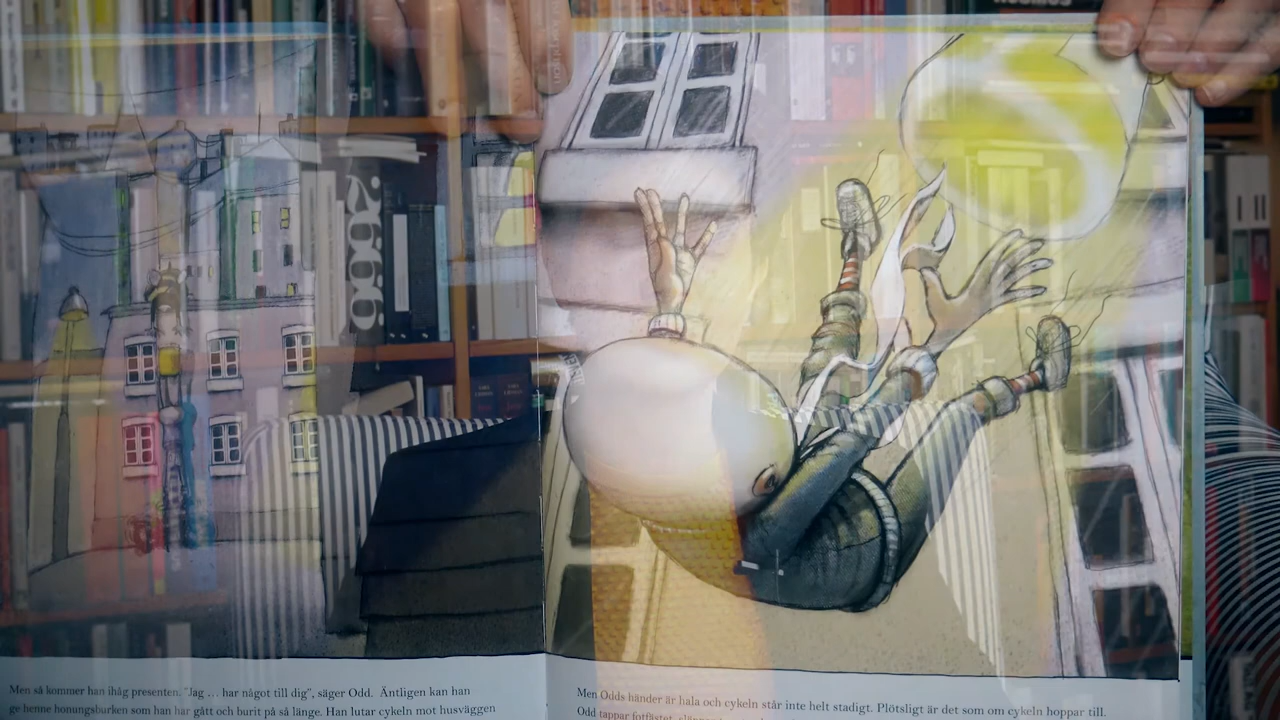 2666
Men så kommer han ihåg presenten. "Jag ... har något till dig", säger Odd. Äntligen kan han
ge henne honungsburken som han har gått och burit på så länge. Han lutar cykeln mot husväggen
Men Odds händer är hala och cykeln står inte helt stadigt. Plötsligt är det som om cykeln hoppar till.
Odd tappar fotfästet,